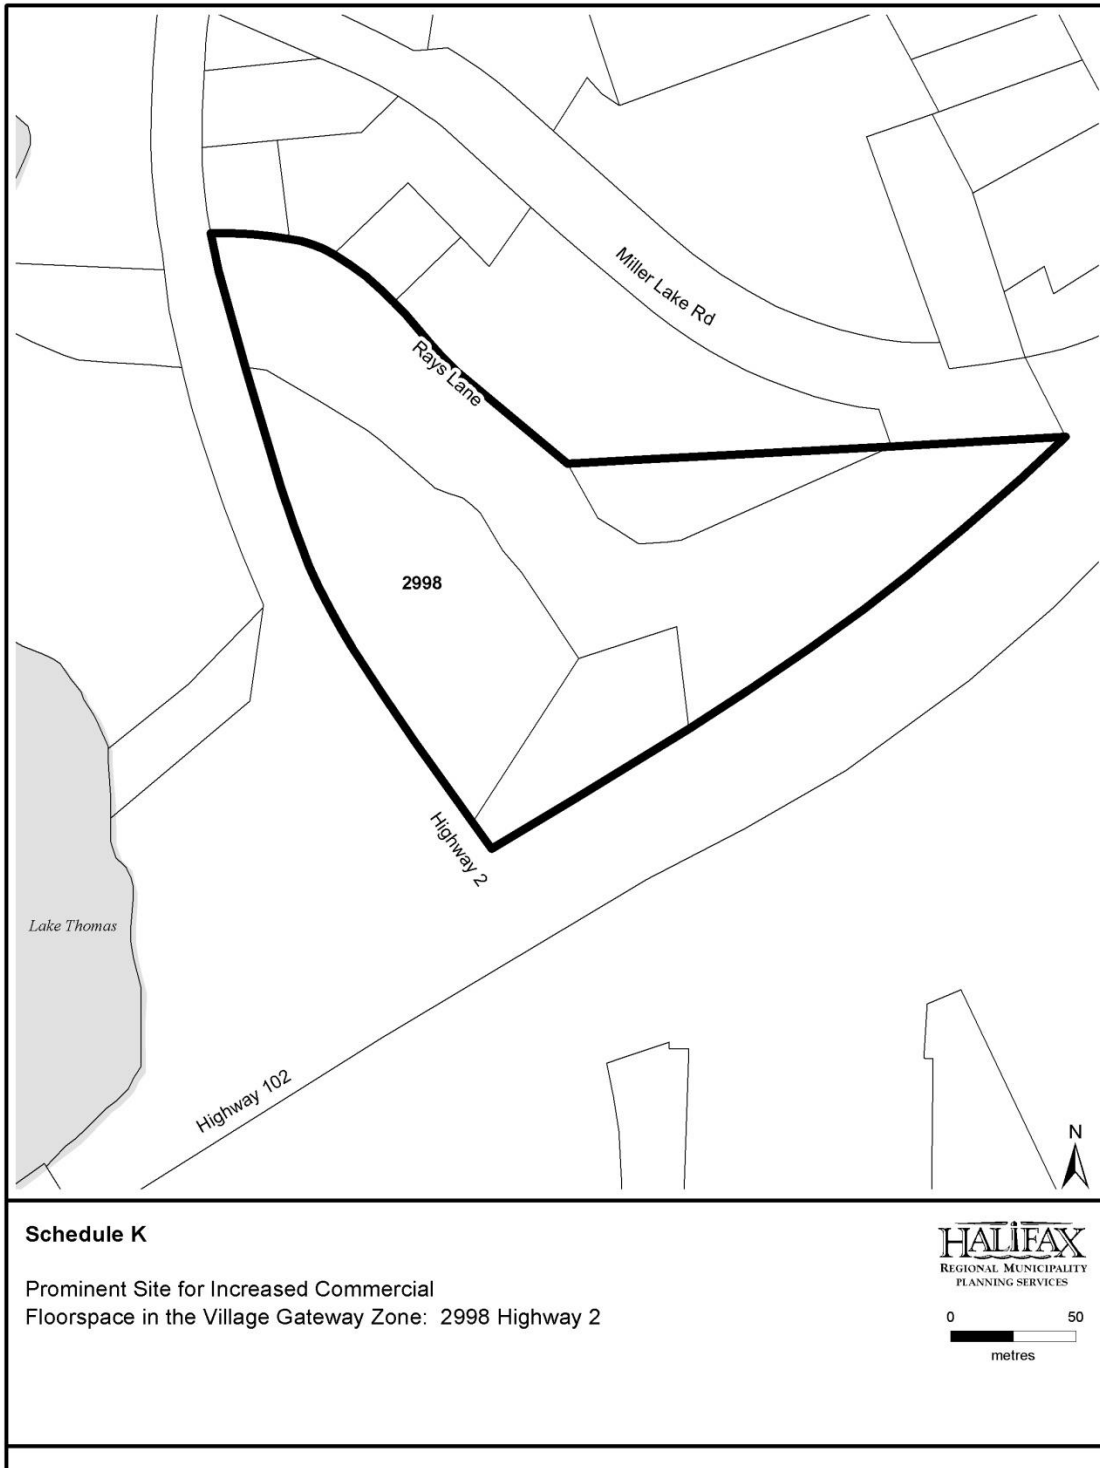 Miller Lake Rd
Rays Lane
2998
Highway 2
Lake Thomas
Highway 102
N
Schedule K
Prominent Site for Increased Commercial
Floorspace in the Village Gateway Zone: 2998 Highway 2
HALIFAX
REGIONAL MUNICIPALITY
PLANNING SERVICES
0 50
metres